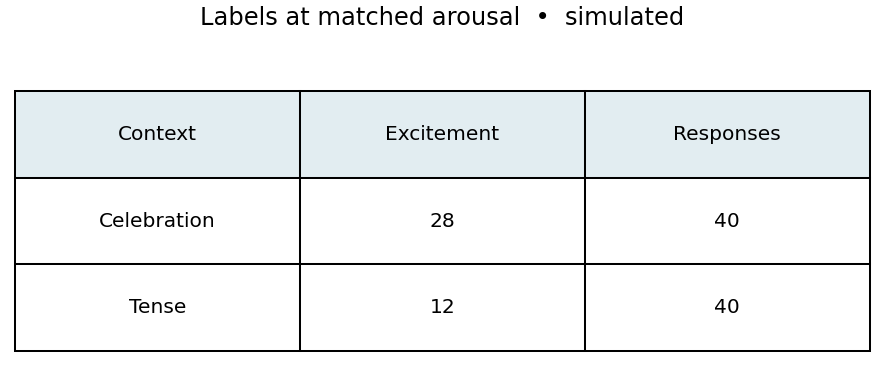 Labels at matched arousal • simulated
Context Excitement Responses
Celebration 28 40
Tense 12 40